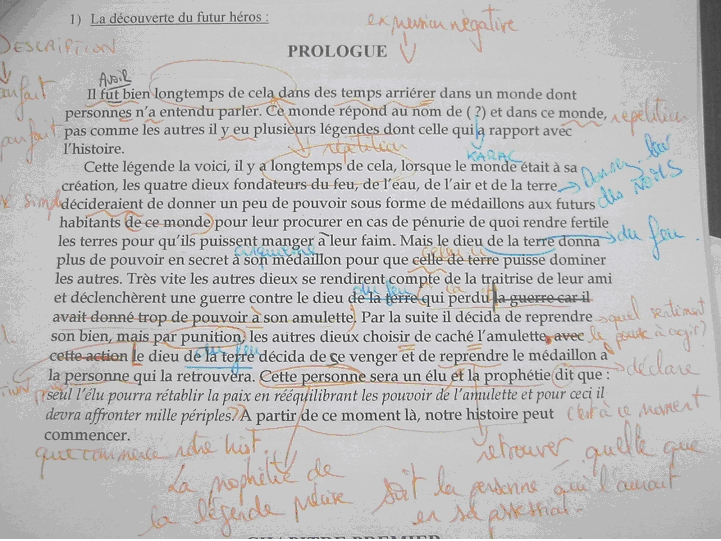 1) La découverte du futur héros :
expression négative
DESCRIPTION
PROLOGUE
Avoir
Il fut bien longtemps de cela dans des temps arriérer dans un monde dont
personnes n'a entendu parler. Ce monde répond au nom de ( ?) et dans ce monde, répétition
pas comme les autres il y eu plusieurs légendes dont celle qui a rapport avec
l'histoire.
répétition
KARAC
Cette légende la voici, il y a longtemps de cela, lorsque le monde était à sa
création, les quatre dieux fondateurs du feu, de l'eau, de l'air et de la terre
des NOMS
décideraient de donner un peu de pouvoir sous forme de médaillons aux futurs
habitants de ce monde pour leur procurer en cas de pénurie de quoi rendre fertile
les terres pour qu'ils puissent manger à leur faim. Mais le dieu de la terre donna du feu
plus de pouvoir en secret à son médaillon pour que celle de terre puisse dominer
les autres. Très vite les autres dieux se rendirent compte de la traitrise de leur ami
du feu
et déclenchèrent une guerre contre le dieu de la terre qui perdu la guerre car il
avait donné trop de pouvoir à son amulette. Par la suite il décida de reprendre quel sentiment
son bien, mais par punition, les autres dieux choisir de caché l'amulette, avec le pousse à agir ?
cette action le dieu de la terre décida de se venger et de reprendre le médaillon a
du feu
déclare
la personne qui la retrouvera. Cette personne sera un élu et la prophétie dit que :
seul l'élu pourra rétablir la paix en rééquilibrant les pouvoir de l'amulette et pour ceci il
devra affronter mille périples. A partir de ce moment là, notre histoire peut c'est à ce moment
commencer.
que commence notre hist
retrouver quelle que
La prophétie de soit la personne qui l'aurait
la légende précise en sa possession.
CHAPITRE PREMIER